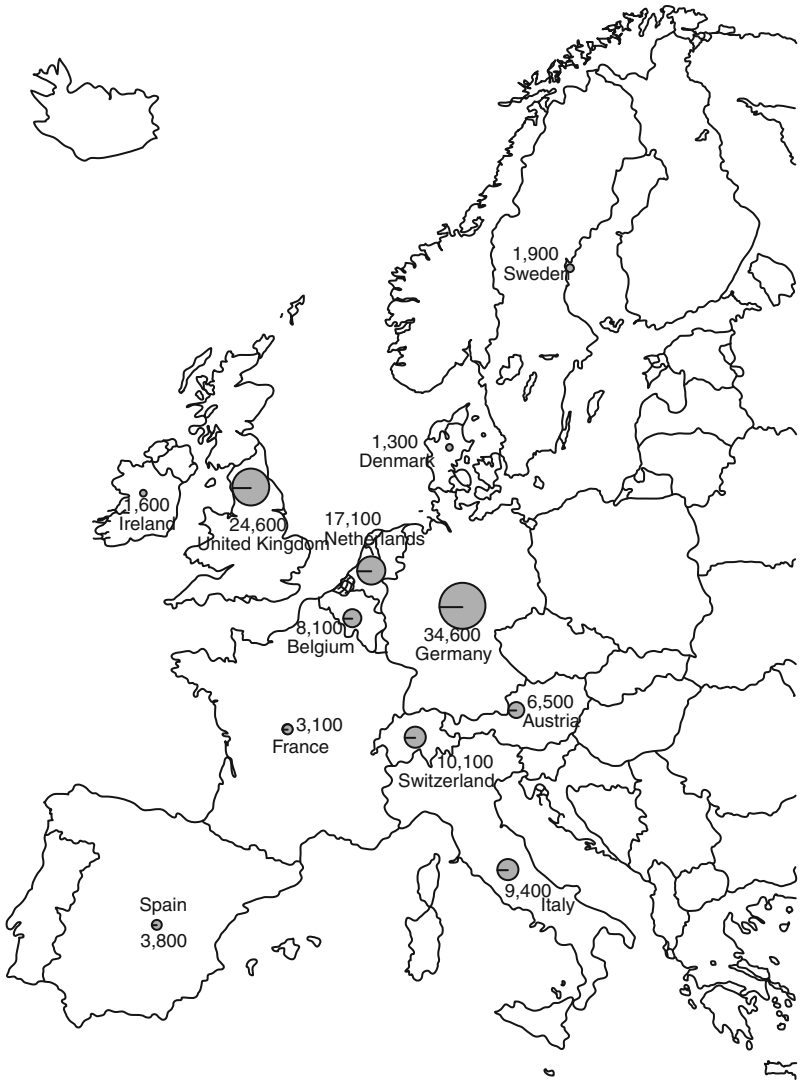 1,900
Sweden
1,300
Denmark
1,600
Ireland
24,600
United Kingdom
17,100
Netherlands
8,100
Belgium
34,600
Germany
6,500
Austria
3,100
France
10,100
Switzerland
9,400
Italy
Spain
3,800